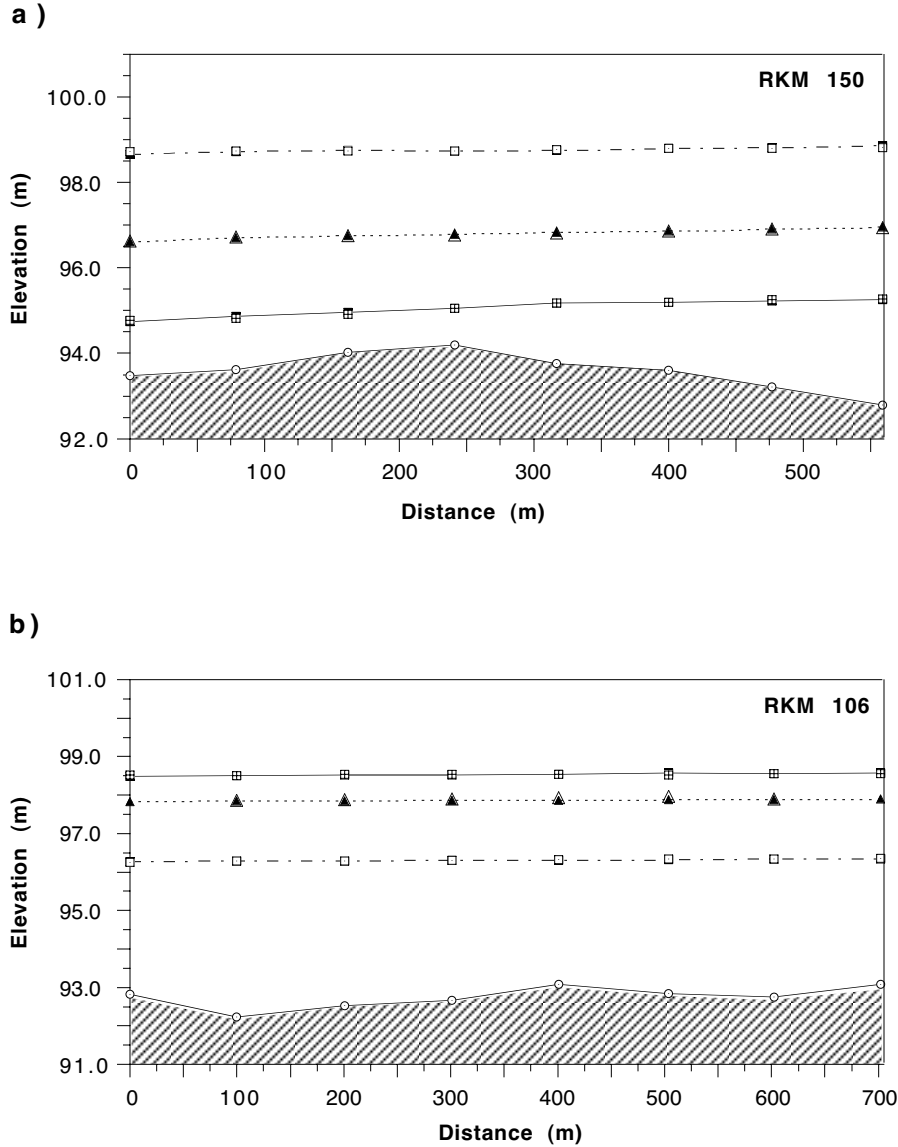 a)
RKM 150
100.0
98.0
96.0
94.0
92.0
Elevation (m)
0 100 200 300 400 500
Distance (m)
b)
RKM 106
101.0
99.0
97.0
95.0
93.0
91.0
Elevation (m)
0 100 200 300 400 500 600 700
Distance (m)